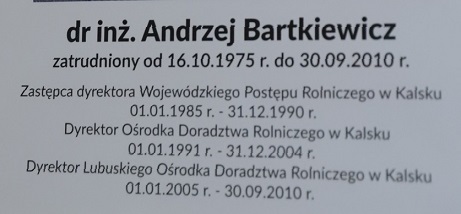 dr inż. Andrzej Bartkiewicz
zatrudniony od 16.10.1975 r. do 30.09.2010 r.
Zastępca dyrektora Wojewódzkiego Postępu Rolniczego w Kalsku
01.01.1985 r. - 31.12.1990 r.
Dyrektor Ośrodka Doradztwa Rolniczego w Kalsku
01.01.1991 r. - 31.12.2004 r.
Dyrektor Lubuskiego Ośrodka Doradztwa Rolniczego w Kalsku
01.01.2005 r. - 30.09.2010 r.